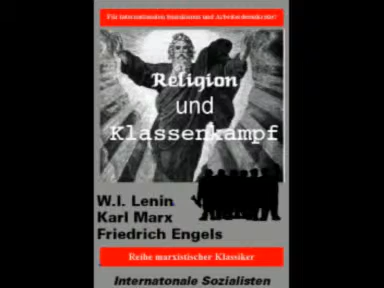 Für internationalen Sozialismus und Arbeiterdemokratie!
Religion
und
Klassenkampf
W.I. Lenin
Karl Marx
Friedrich Engels
Reihe marxistischer Klassiker
Internatonale Sozialisten